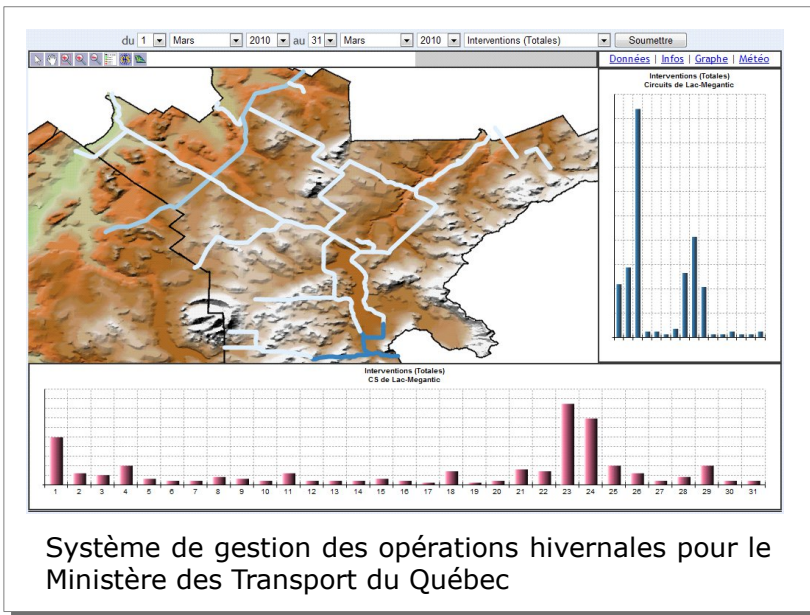 du 1 Mars 2010 au 31 Mars 2010 Interventions (Totales) Soumettre
Données | Infos | Graphe | Météo
Interventions (Totales)
Circuits de Lac-Megantic
Interventions (Totales)
CS de Lac-Megantic
1 2 3 4 5 6 7 8 9 10 11 12 13 14 15 16 17 18 19 20 21 22 23 24 25 26 27 28 29 30 31
Système de gestion des opérations hivernales pour le
Ministère des Transport du Québec